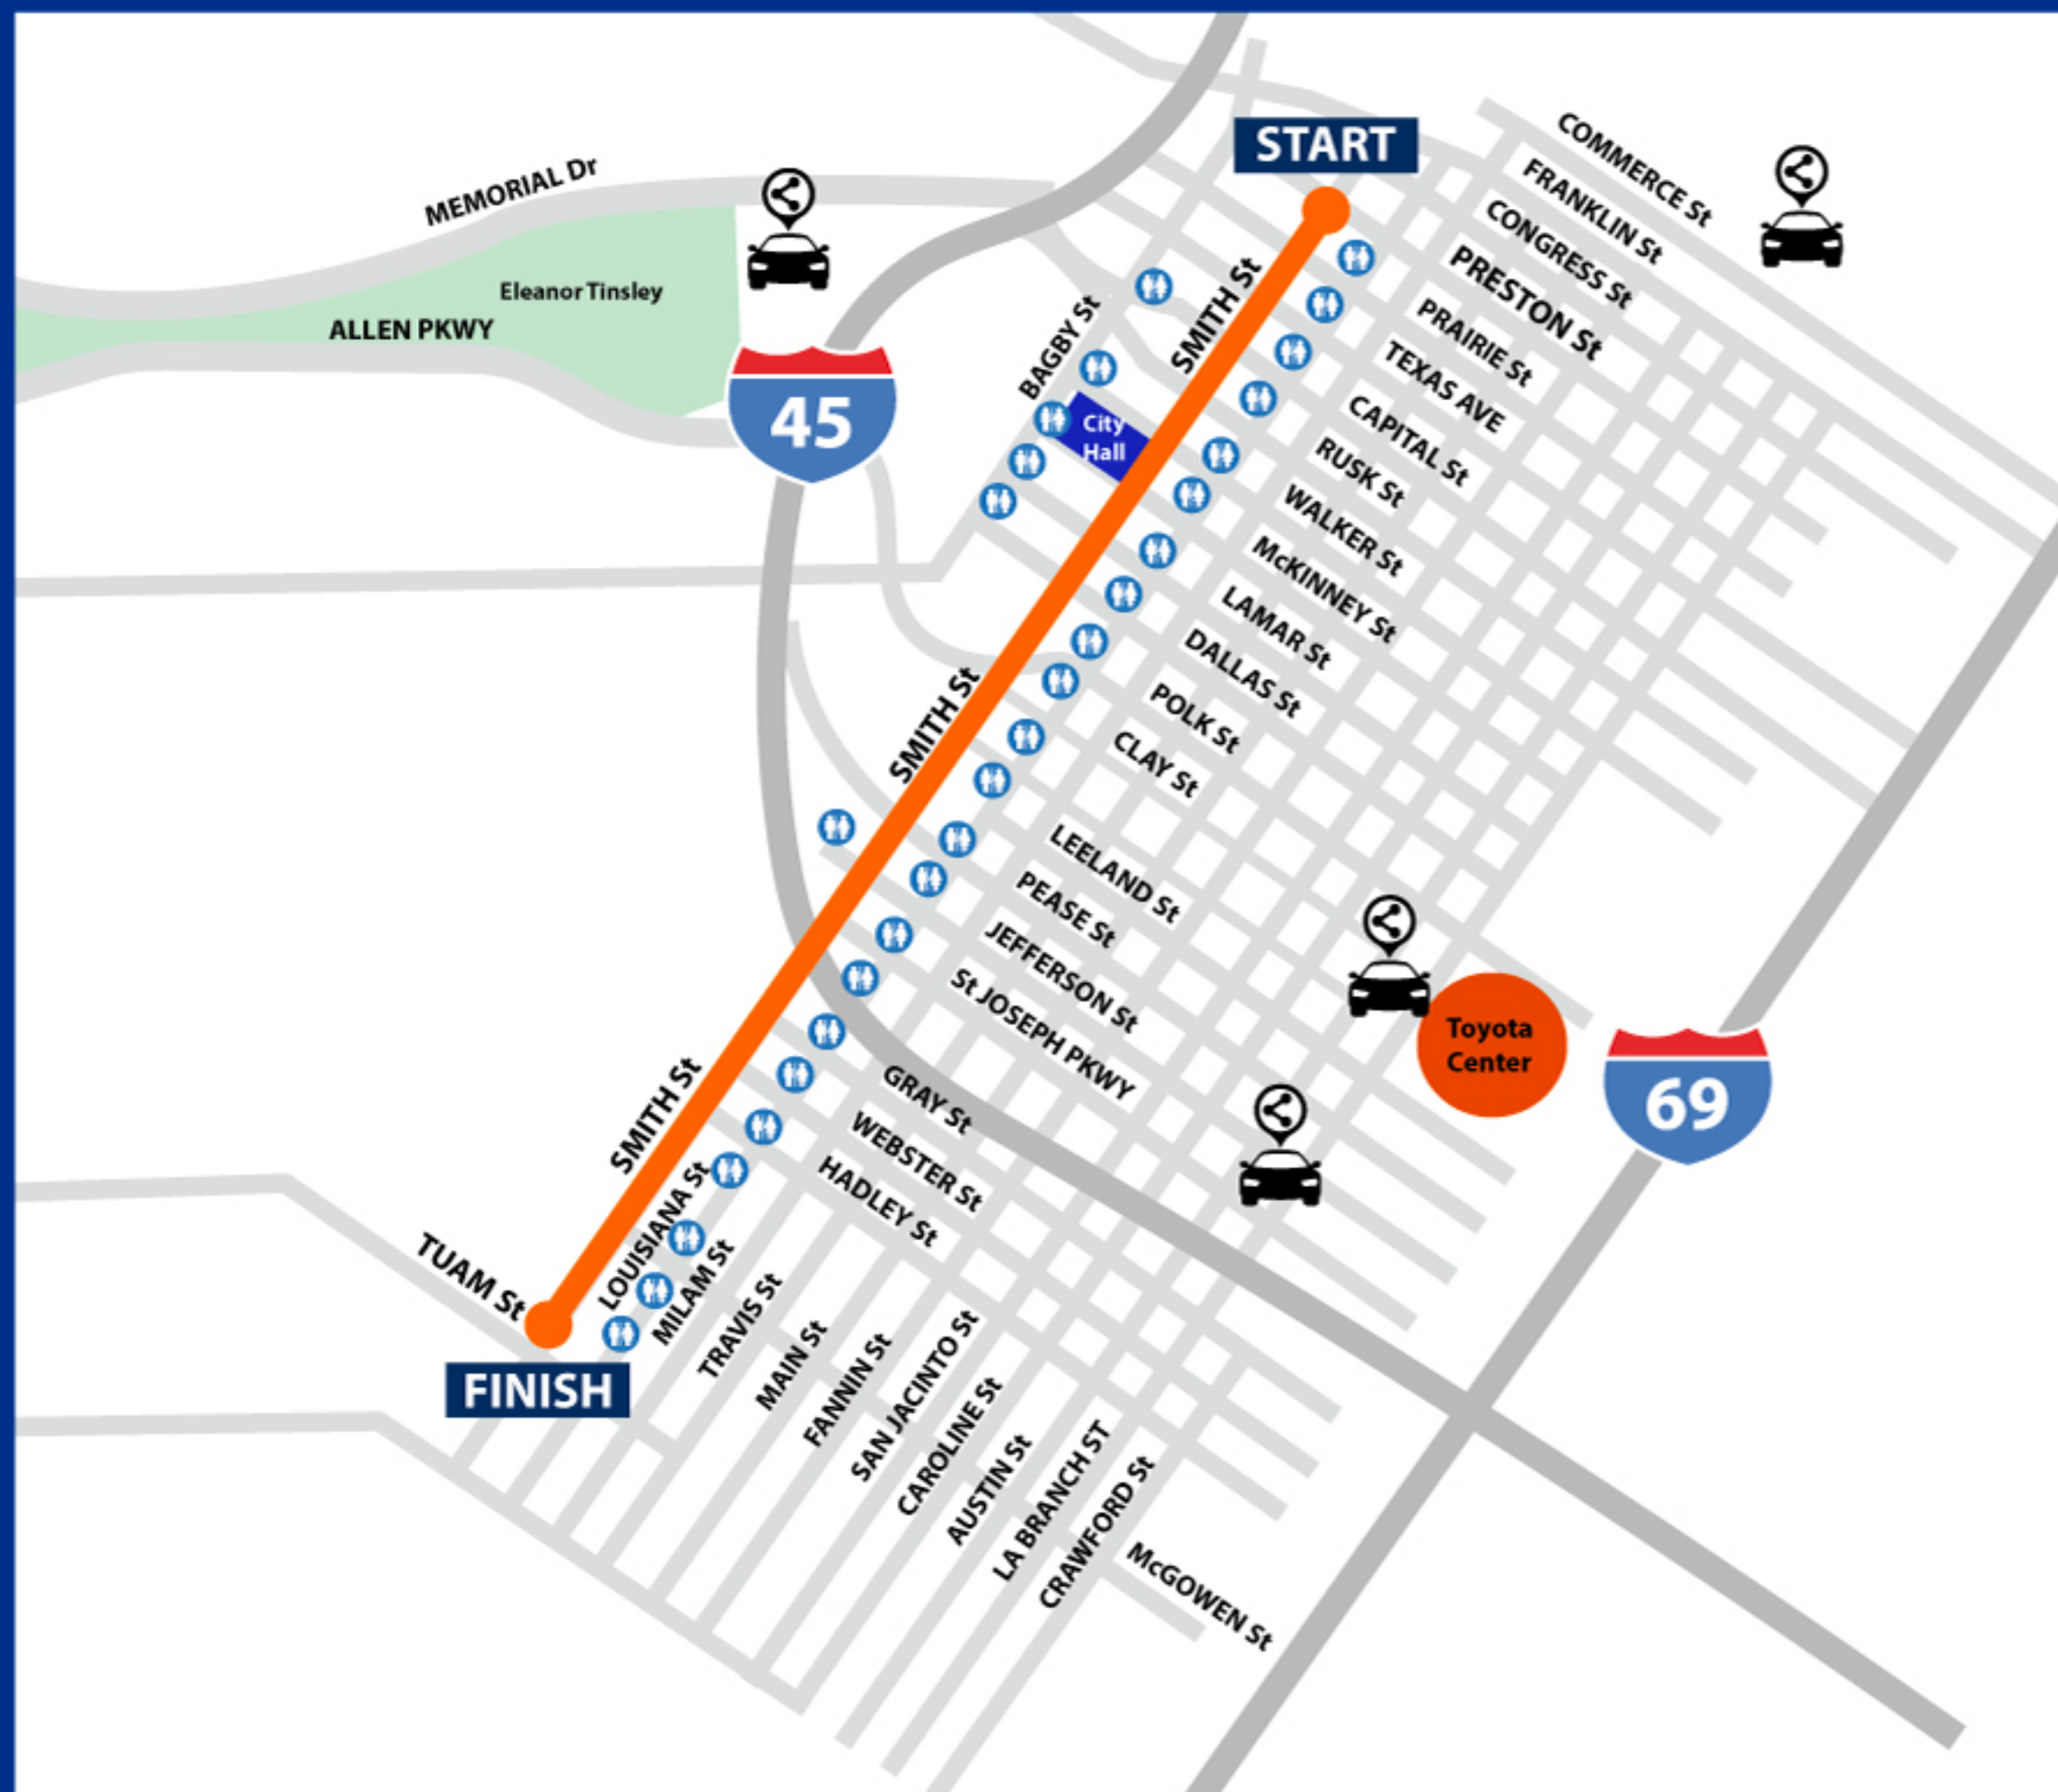 START
COMMERCE St
FRANKLIN St
CONGRESS St
PRESTON St
PRAIRIE St
TEXAS AVE
CAPITAL St
RUSK St
WALKER St
McKINNEY St
LAMAR St
DALLAS St
POLK St
CLAY St
LEELAND St
PEASE St
JEFFERSON St
St JOSEPH PKWY
GRAY St
WEBSTER St
HADLEY St
MEMORIAL Dr
Eleanor Tinsley
ALLEN PKWY
45
BAGBY St
SMITH St
City
Hall
SMITH St
SMITH St
Toyota
Center
69
TUAM St
FINISH
LOUISIANA St
MILAM St
TRAVIS St
MAIN St
FANNIN St
SAN JACINTO St
CAROLINE St
AUSTIN St
LA BRANCH ST
CRAWFORD St
McGOWEN St